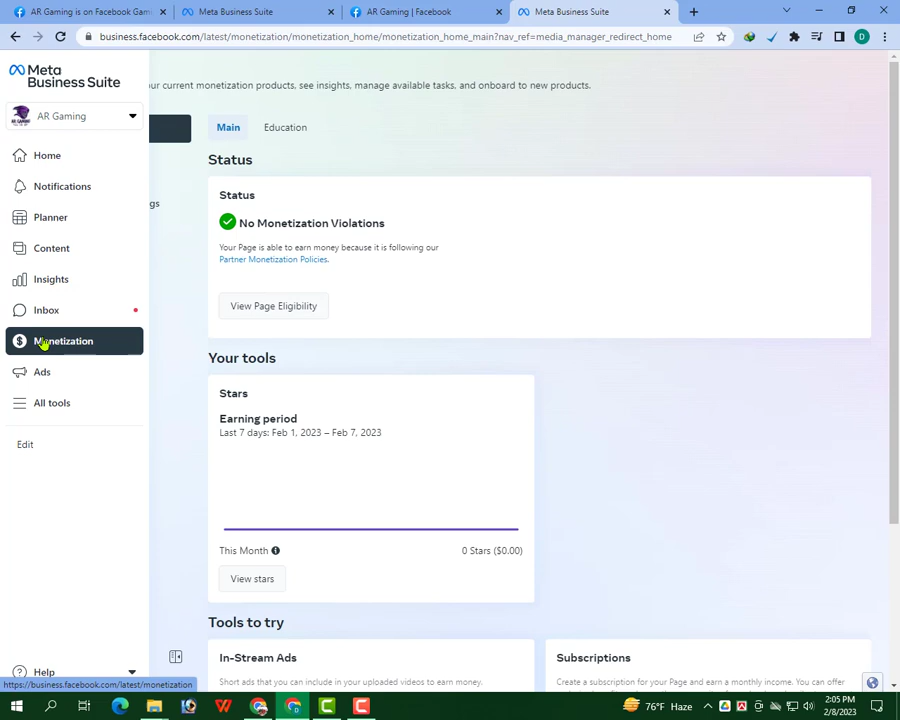 AR Gaming is on Facebook Gami
Meta Business Suite
AR Gaming | Facebook
Meta Business Suite
business.facebook.com/latest/monetization/monetization_home/monetization_home_main?nav_ref=media_manager_redirect_home
D
Meta
Business Suite
our current monetization products, see insights, manage available tasks, and onboard to new products.
AR Gaming
Main
Education
Home
Status
Notifications
Status
gs
Planner
No Monetization Violations
Content
Your Page is able to earn money because it is following our
Partner Monetization Policies.
Insights
View Page Eligibility
Inbox
Monetization
Your tools
Ads
Stars
All tools
Earning period
Last 7 days: Feb 1, 2023 – Feb 7, 2023
Edit
This Month
0 Stars ($0.00)
View stars
Tools to try
In-Stream Ads
Subscriptions
Help
Short ads that you can include in your uploaded videos to earn money.
Create a subscription for your Page and earn a monthly income. You can offer
https://business.facebook.com/latest/monetization
76°F Haze
2:05 PM
2/8/2023